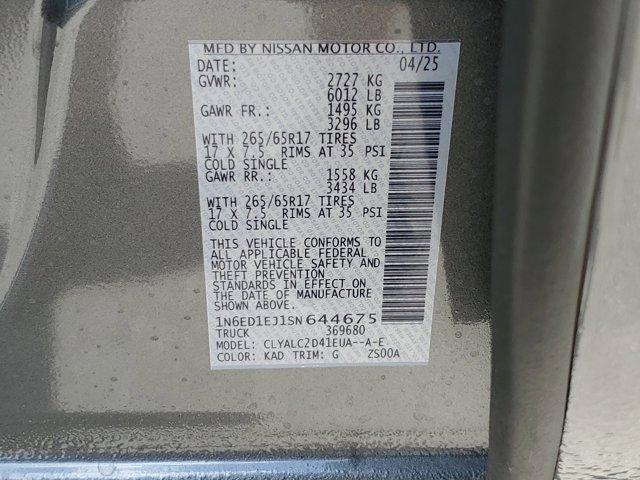 MFD BY NISSAN MOTOR CO., LTD.
DATE: 04/25
GVWR: 2727 KG
6012 LB
GAWR FR.: 1495 KG
3296 LB
WITH 265/65R17 TIRES
17 X 7.5 RIMS AT 35 PSI
COLD SINGLE
GAWR RR.: 1558 KG
3434 LB
WITH 265/65R17 TIRES
17 X 7.5 RIMS AT 35 PSI
COLD SINGLE
THIS VEHICLE CONFORMS TO
ALL APPLICABLE FEDERAL
MOTOR VEHICLE SAFETY AND
THEFT PREVENTION
STANDARDS IN EFFECT ON
THE DATE OF MANUFACTURE
SHOWN ABOVE.
1N6ED1EJ1SN644675
TRUCK 369680
MODEL: CLYALC2D41EUA--A-E
COLOR: KAD TRIM: G ZS00A